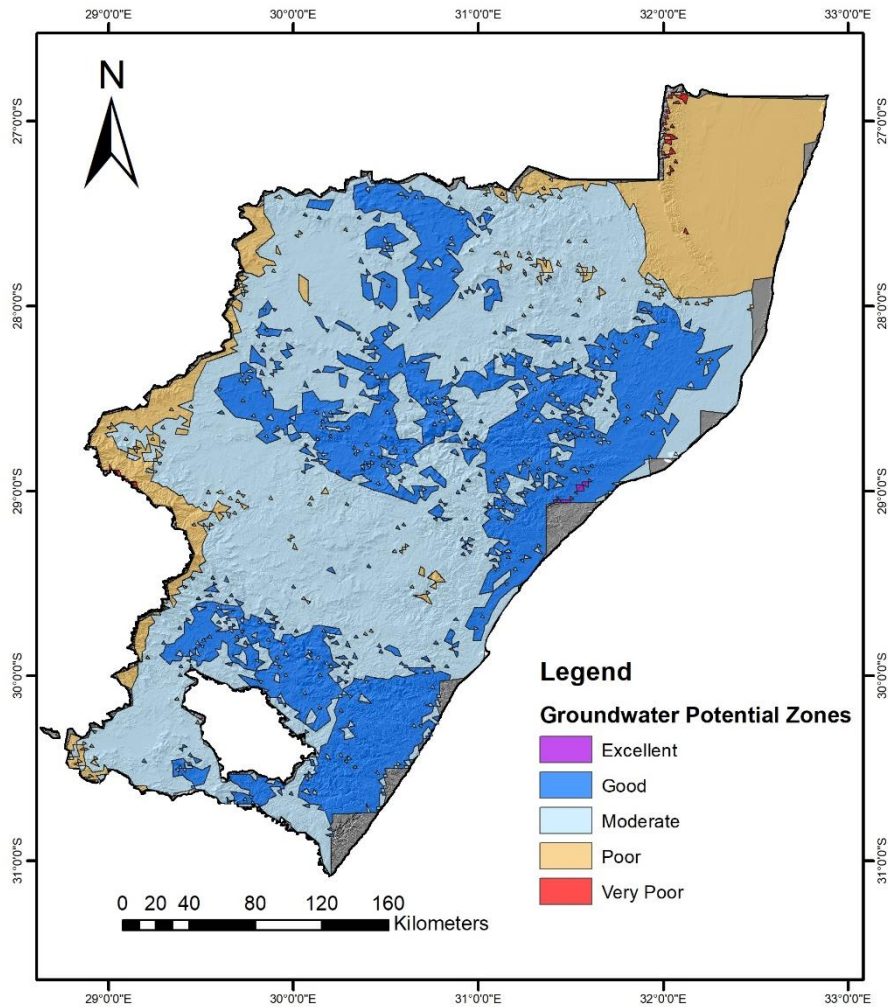 29°0'0"E 30°0'0"E 31°0'0"E 32°0'0"E 33°0'0"E
N
27°0'0"S 27°0'0"S
28°0'0"S 28°0'0"S
29°0'0"S 29°0'0"S
30°0'0"S 30°0'0"S
31°0'0"S 31°0'0"S
Legend
Groundwater Potential Zones
Excellent
Good
Moderate
Poor
Very Poor
0 20 40 80 120 160
Kilometers
29°0'0"E 30°0'0"E 31°0'0"E 32°0'0"E 33°0'0"E